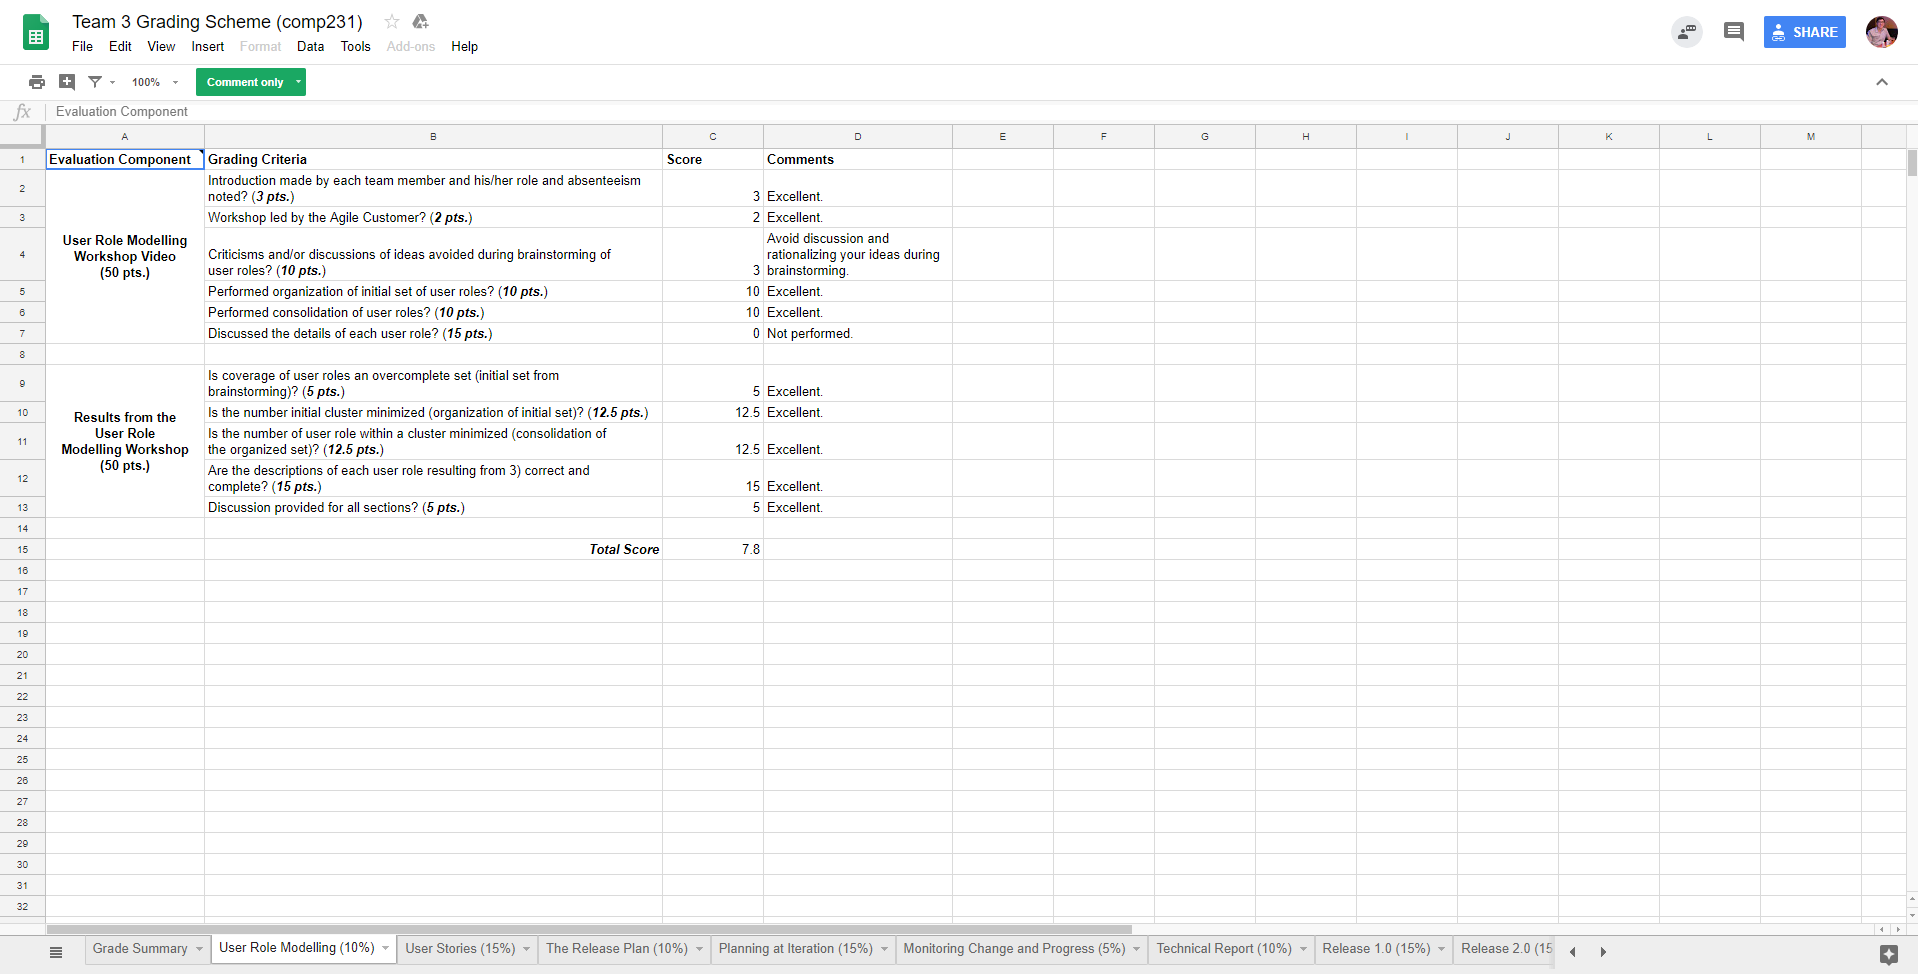 Team 3 Grading Scheme (comp231)
File Edit View Insert Format Data Tools Add-ons Help
SHARE
100%
Comment only
fx Evaluation Component
A B C D E F G H I J K L M
1 Evaluation Component Grading Criteria Score Comments
User Role Modelling
Workshop Video
(50 pts.)
2 Introduction made by each team member and his/her role and absenteeism
noted? (3 pts.) 3 Excellent.
3 Workshop led by the Agile Customer? (2 pts.) 2 Excellent.
4 Criticisms and/or discussions of ideas avoided during brainstorming of
user roles? (10 pts.) 3
Avoid discussion and
rationalizing your ideas during
brainstorming.
5 Performed organization of initial set of user roles? (10 pts.) 10 Excellent.
6 Performed consolidation of user roles? (10 pts.) 10 Excellent.
7 Discussed the details of each user role? (15 pts.) 0 Not performed.
8
Results from the
User Role
Modelling Workshop
(50 pts.)
9 Is coverage of user roles an overcomplete set (initial set from
brainstorming)? (5 pts.) 5 Excellent.
10 Is the number initial cluster minimized (organization of initial set)? (12.5 pts.) 12.5 Excellent.
11 Is the number of user role within a cluster minimized (consolidation of
the organized set)? (12.5 pts.) 12.5 Excellent.
12 Are the descriptions of each user role resulting from 3) correct and
complete? (15 pts.) 15 Excellent.
13 Discussion provided for all sections? (5 pts.) 5 Excellent.
14
15 Total Score 7.8
16
17
18
19
20
21
22
23
24
25
26
27
28
29
30
31
32
Grade Summary User Role Modelling (10%) User Stories (15%) The Release Plan (10%) Planning at Iteration (15%) Monitoring Change and Progress (5%) Technical Report (10%) Release 1.0 (15%) Release 2.0 (15